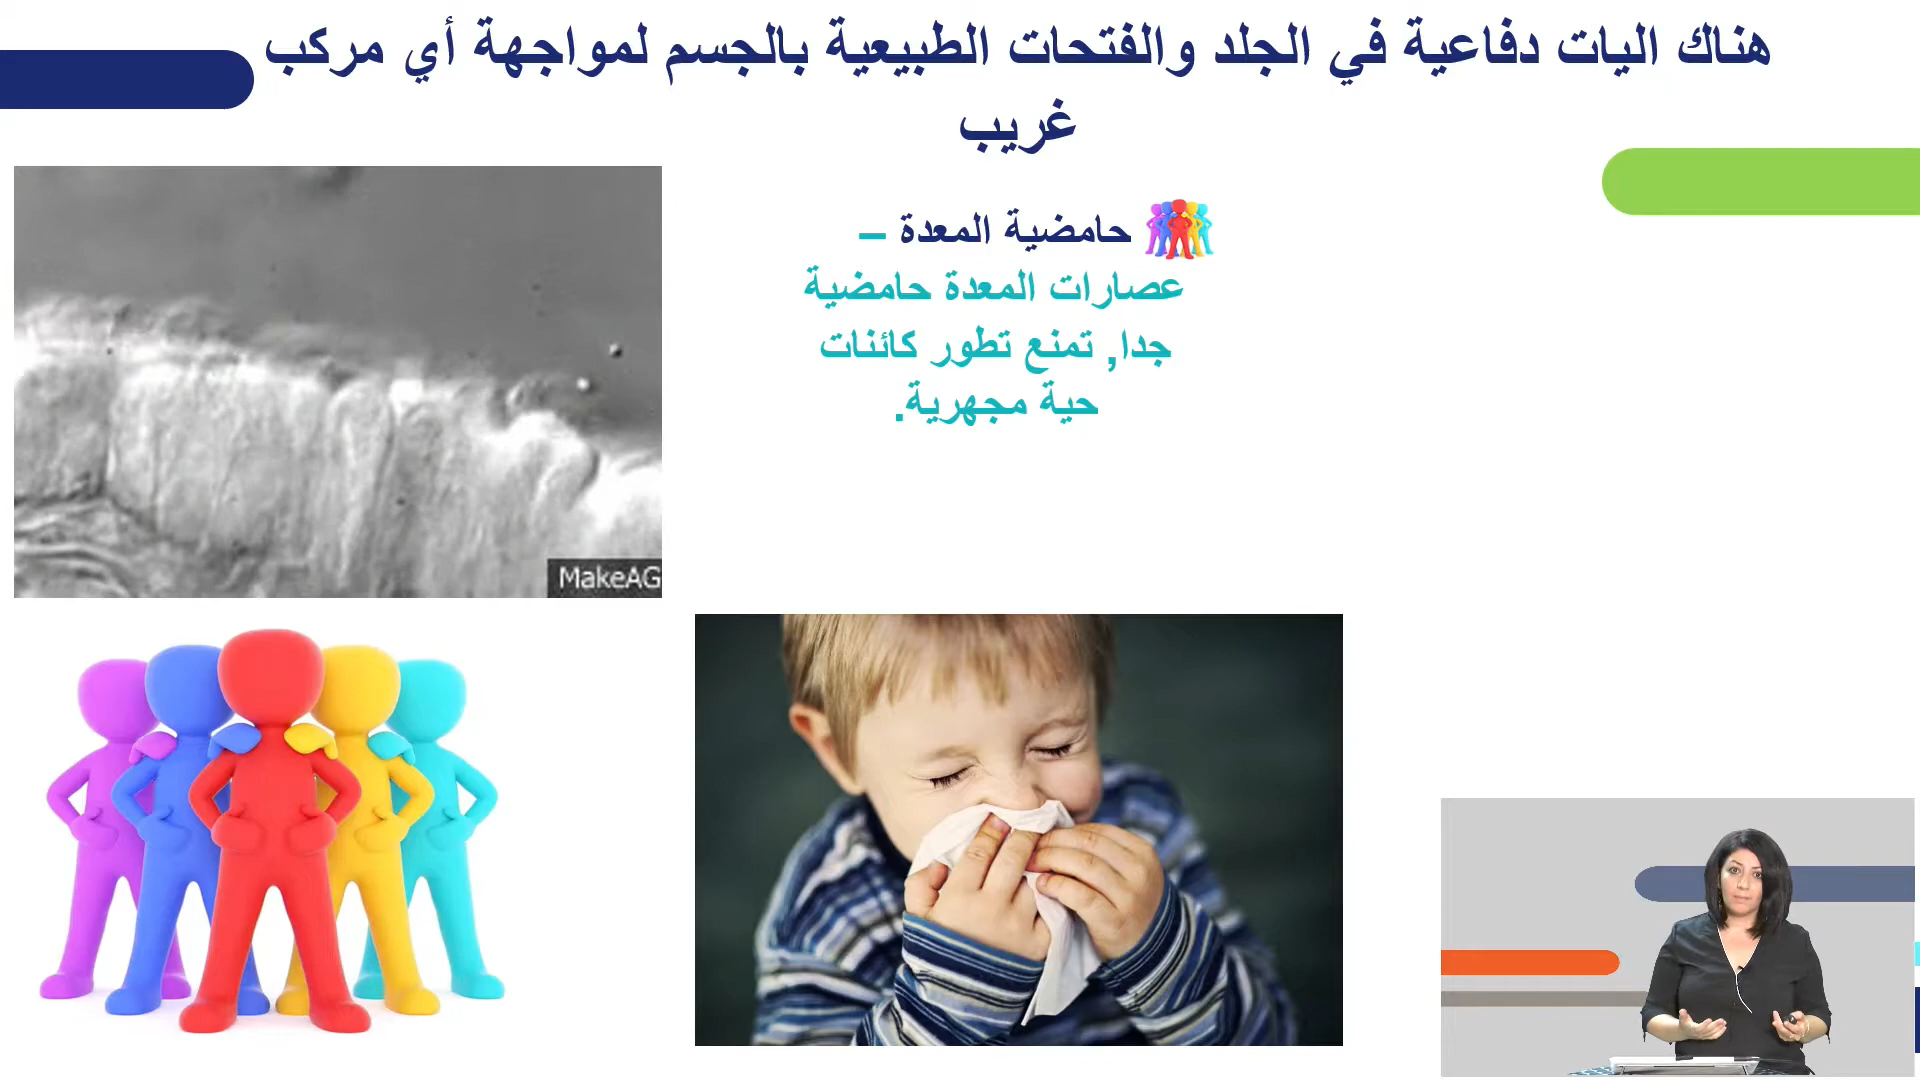 هناك اليات دفاعية في الجلد والفتحات الطبيعية بالجسم لمواجهة أي مركب
غريب
حامضية المعدة –
عصارات المعدة حامضية
جدا, تمنع تطور كائنات
حية مجهرية.
MakeAG